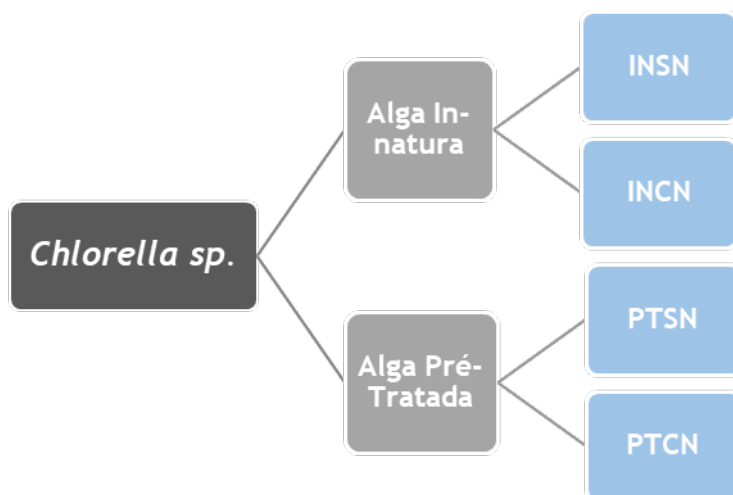 Chlorella sp.
Alga In-
natura
Alga Pré-
Tratada
INSN
INCN
PTSN
PTCN